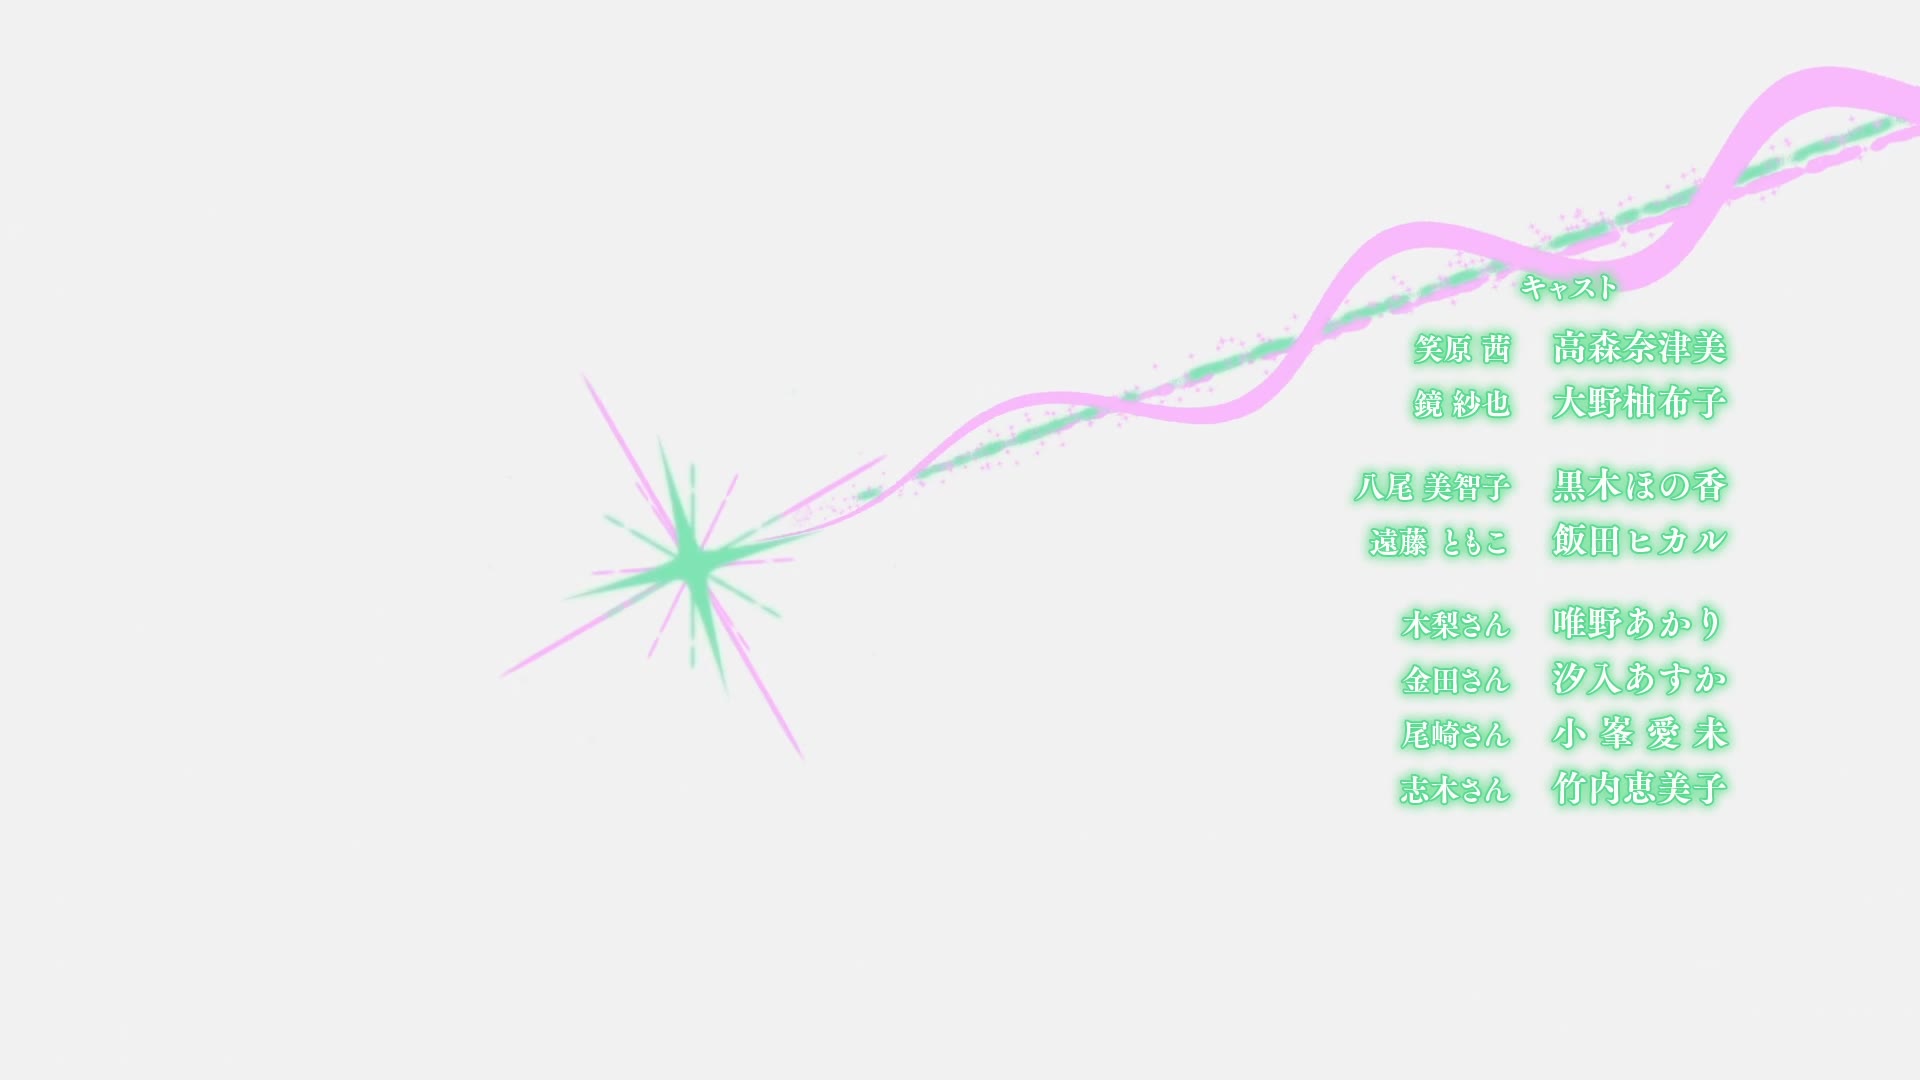 キャスト
笑原 茜 高森奈津美
鏡 紗也 大野柚布子
八尾 美智子 黒木ほの香
遠藤 ともこ 飯田ヒカル
木梨さん 唯野あかり
金田さん 汐入あすか
尾崎さん 小峯愛未
志木さん 竹内恵美子